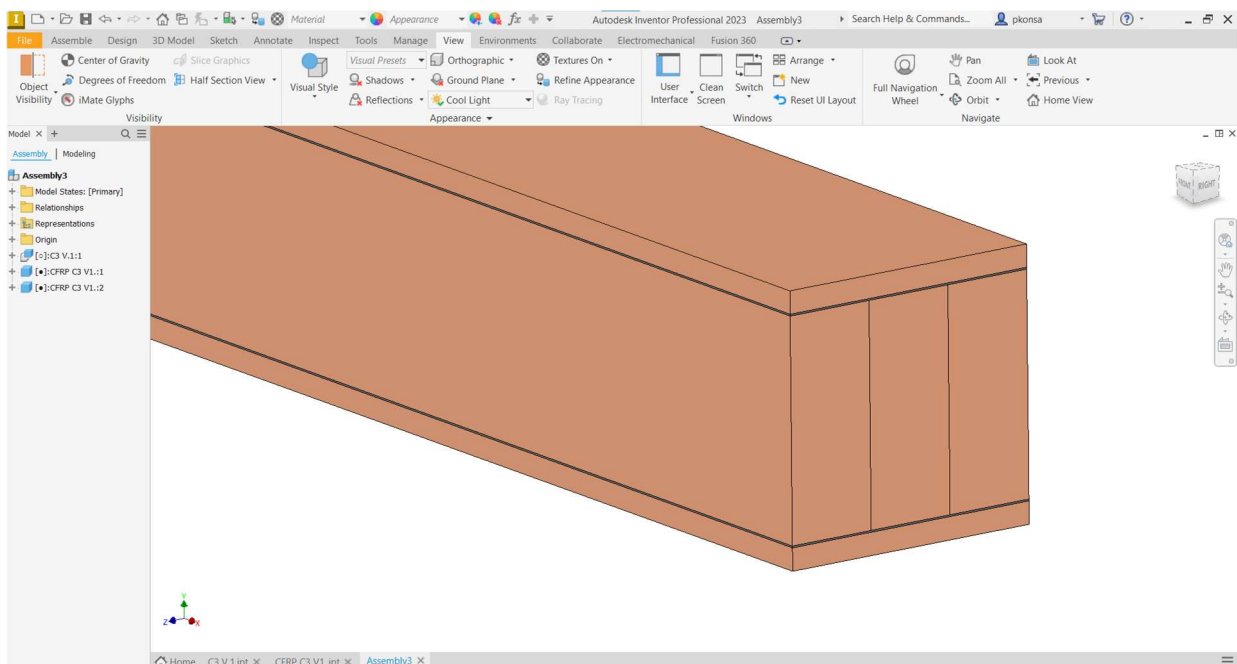 Material Appearance fx Autodesk Inventor Professional 2023 Assembly3 Search Help & Commands... pkonsa
File Assemble Design 3D Model Sketch Annotate Inspect Tools Manage View Environments Collaborate Electromechanical Fusion 360
Center of Gravity Slice Graphics Visual Presets Orthographic Textures On Arrange Pan Look At
Degrees of Freedom Half Section View Shadows Ground Plane Refine Appearance New Zoom All Previous
iMate Glyphs Reflections Cool Light Ray Tracing Reset UI Layout Orbit Home View
Object Visibility Visual Style User Interface Clean Screen Switch Full Navigation Wheel
Visibility Appearance Windows Navigate
Model
Assembly Modeling
Assembly3
Model States: [Primary]
Relationships
Representations
Origin
[○]:C3 V.1:1
[●]:CFRP C3 V1.:1
[●]:CFRP C3 V1.:2
FRONT RIGHT
Y
Z X
Home C3 V.1.ipt CFRP C3 V1..ipt Assembly3